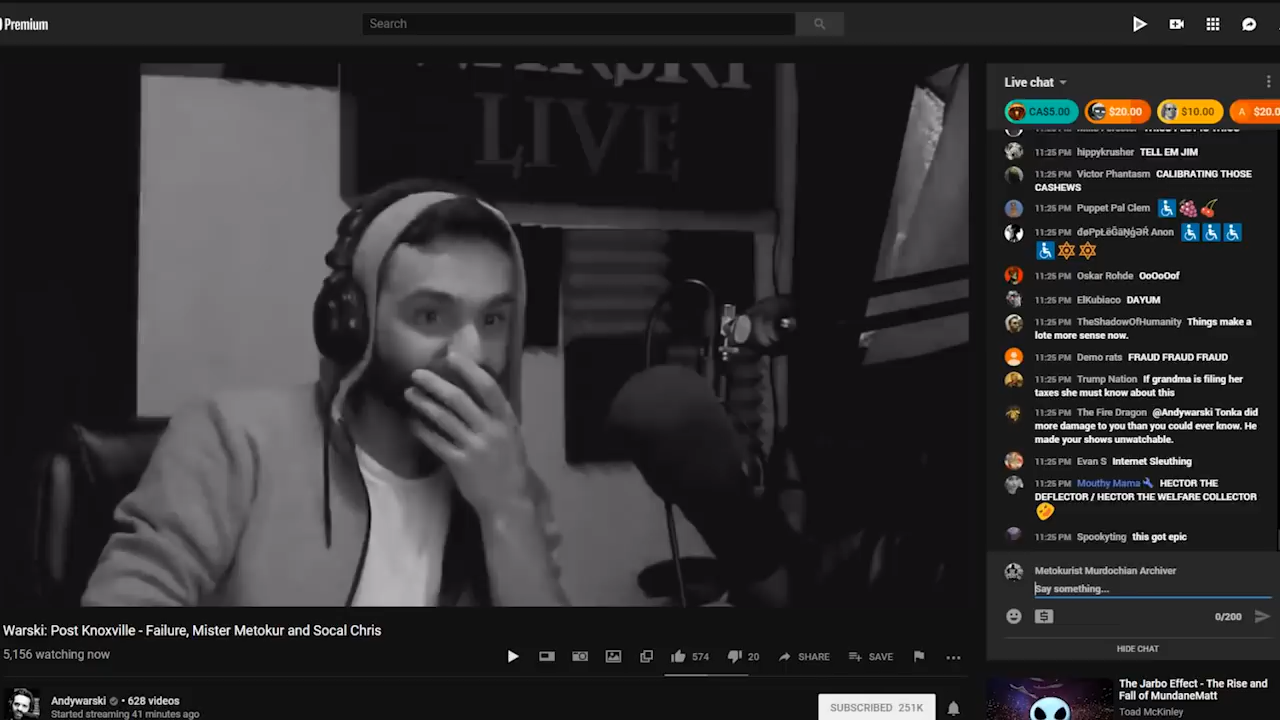 Premium
Search
LIVE
Live chat
CA$5.00 $20.00 $10.00 A $20.0
11:25 PM hippykrusher TELL EM JIM
11:25 PM Victor Phantasm CALIBRATING THOSE
CASHEWS
11:25 PM Puppet Pal Clem
11:25 PM Anon
11:25 PM Oskar Rohde OoOoOof
11:25 PM ElKubiaco DAYUM
11:25 PM TheShadowOfHumanity Things make a
lote more sense now.
11:25 PM Demo rats FRAUD FRAUD FRAUD
11:25 PM Trump Nation If grandma is filing her
taxes she must know about this
11:25 PM The Fire Dragon @Andywarski Tonka did
more damage to you than you could ever know. He
made your shows unwatchable.
11:25 PM Evan S Internet Sleuthing
11:25 PM Mouthy Mama HECTOR THE
DEFLECTOR / HECTOR THE WELFARE COLLECTOR
11:25 PM Spookyting this got epic
Metokurist Murdochian Archiver
Say something...
0/200
HIDE CHAT
Warski: Post Knoxville - Failure, Mister Metokur and Socal Chris
5,156 watching now
574 20 SHARE SAVE
Andywarski • 628 videos
Started streaming 41 minutes ago
SUBSCRIBED 251K
The Jarbo Effect - The Rise and
Fall of MundaneMatt
Toad McKinley